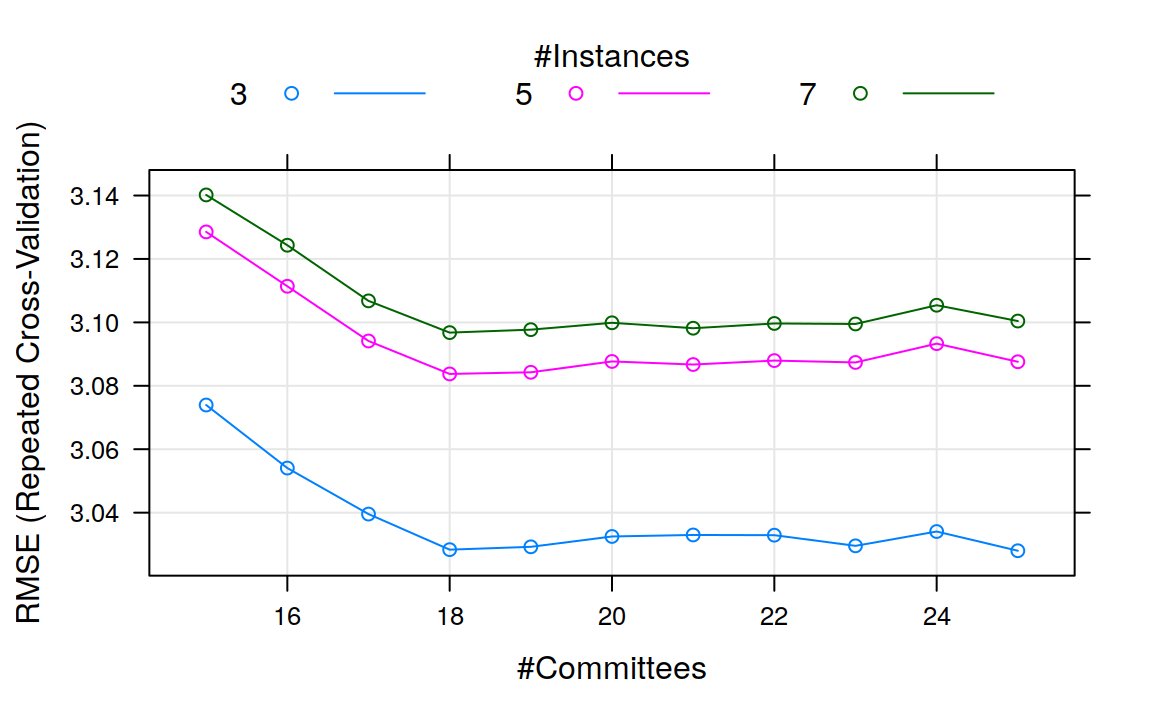 #Instances
3 5 7
RMSE (Repeated Cross-Validation)
3.14
3.12
3.10
3.08
3.06
3.04
16 18 20 22 24
#Committees